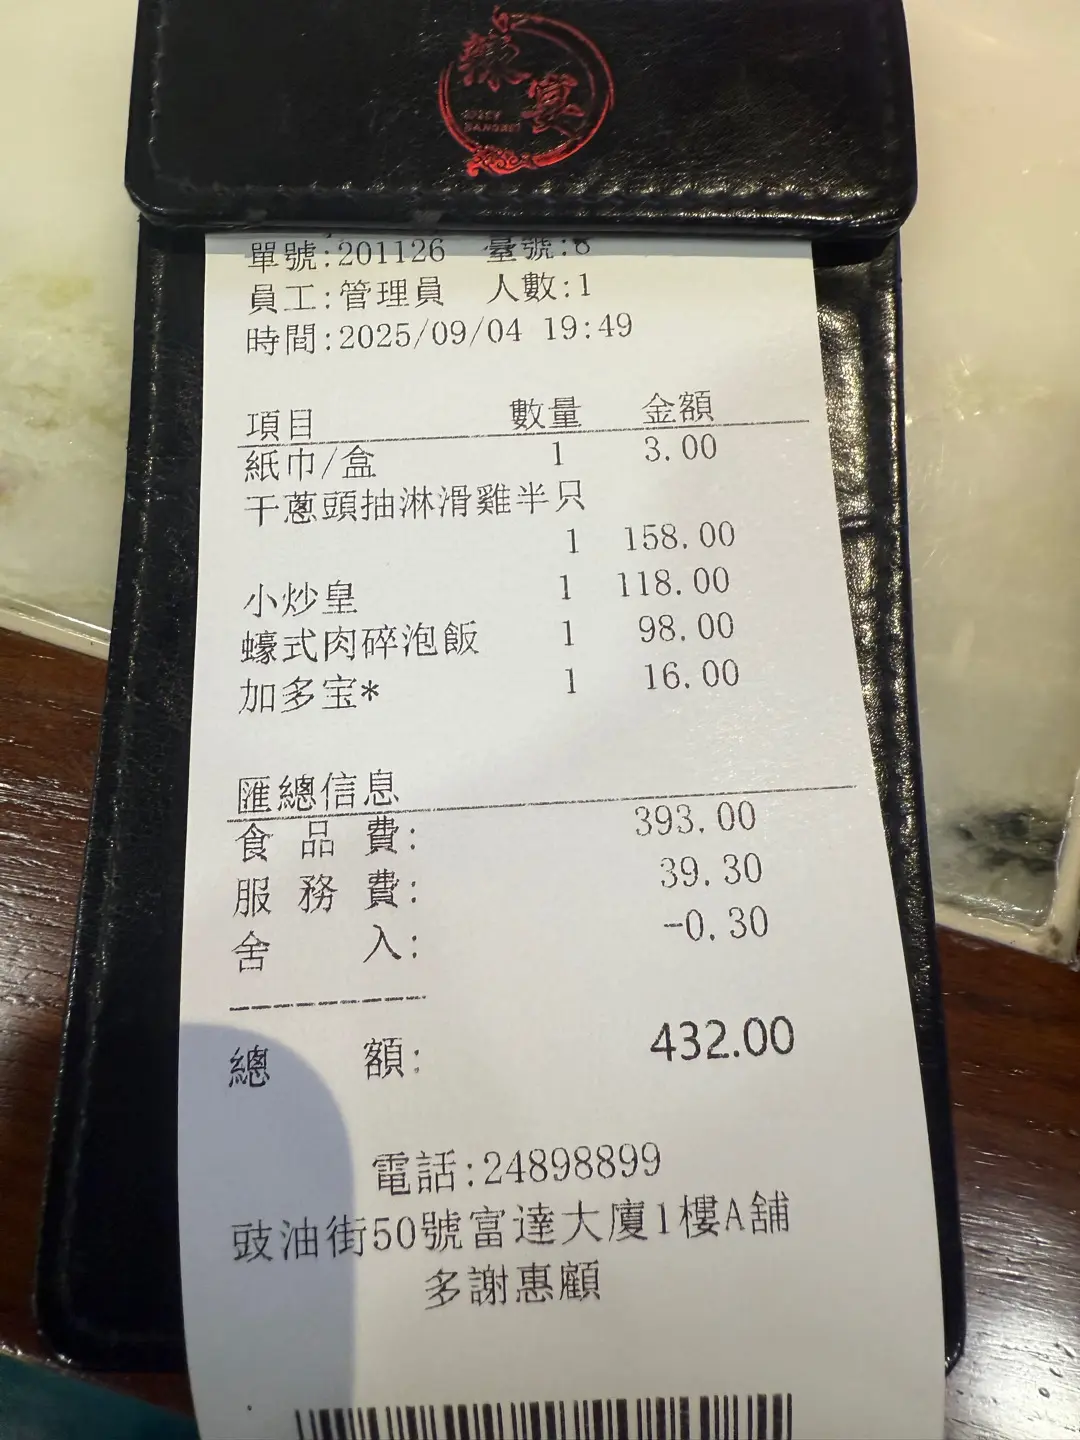 辣宴
SPICY
BANQUET
單號:201126 臺號:8
員工:管理員 人數:1
時間:2025/09/04 19:49
項目 數量 金額
紙巾/盒 1 3.00
干蔥頭抽淋滑雞半只
1 158.00
小炒皇 1 118.00
蠔式肉碎泡飯 1 98.00
加多宝* 1 16.00
匯總信息
食品費: 393.00
服務費: 39.30
舍入: -0.30
總額: 432.00
電話:24898899
豉油街50號富達大廈1樓A舖
多謝惠顧